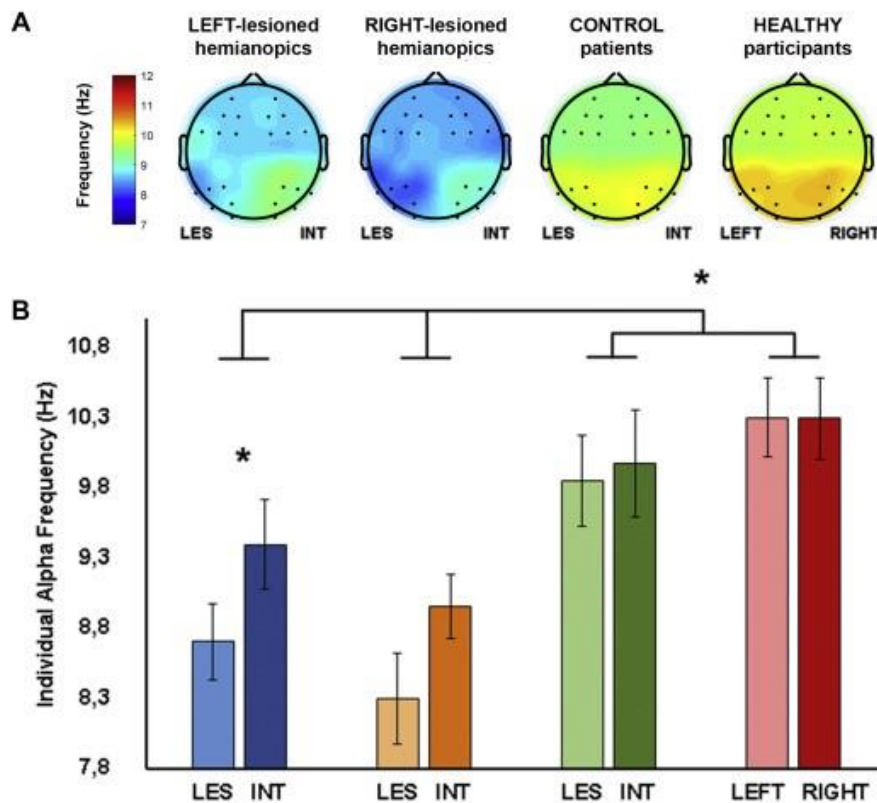 A
LEFT-lesioned
hemianopics
RIGHT-lesioned
hemianopics
CONTROL
patients
HEALTHY
participants
Frequency (Hz)
12
11
10
9
8
7
LES INT
LES INT
LES INT
LEFT RIGHT
B
*
*
Individual Alpha Frequency (Hz)
10,8
10,3
9,8
9,3
8,8
8,3
7,8
LES INT LES INT LES INT LEFT RIGHT